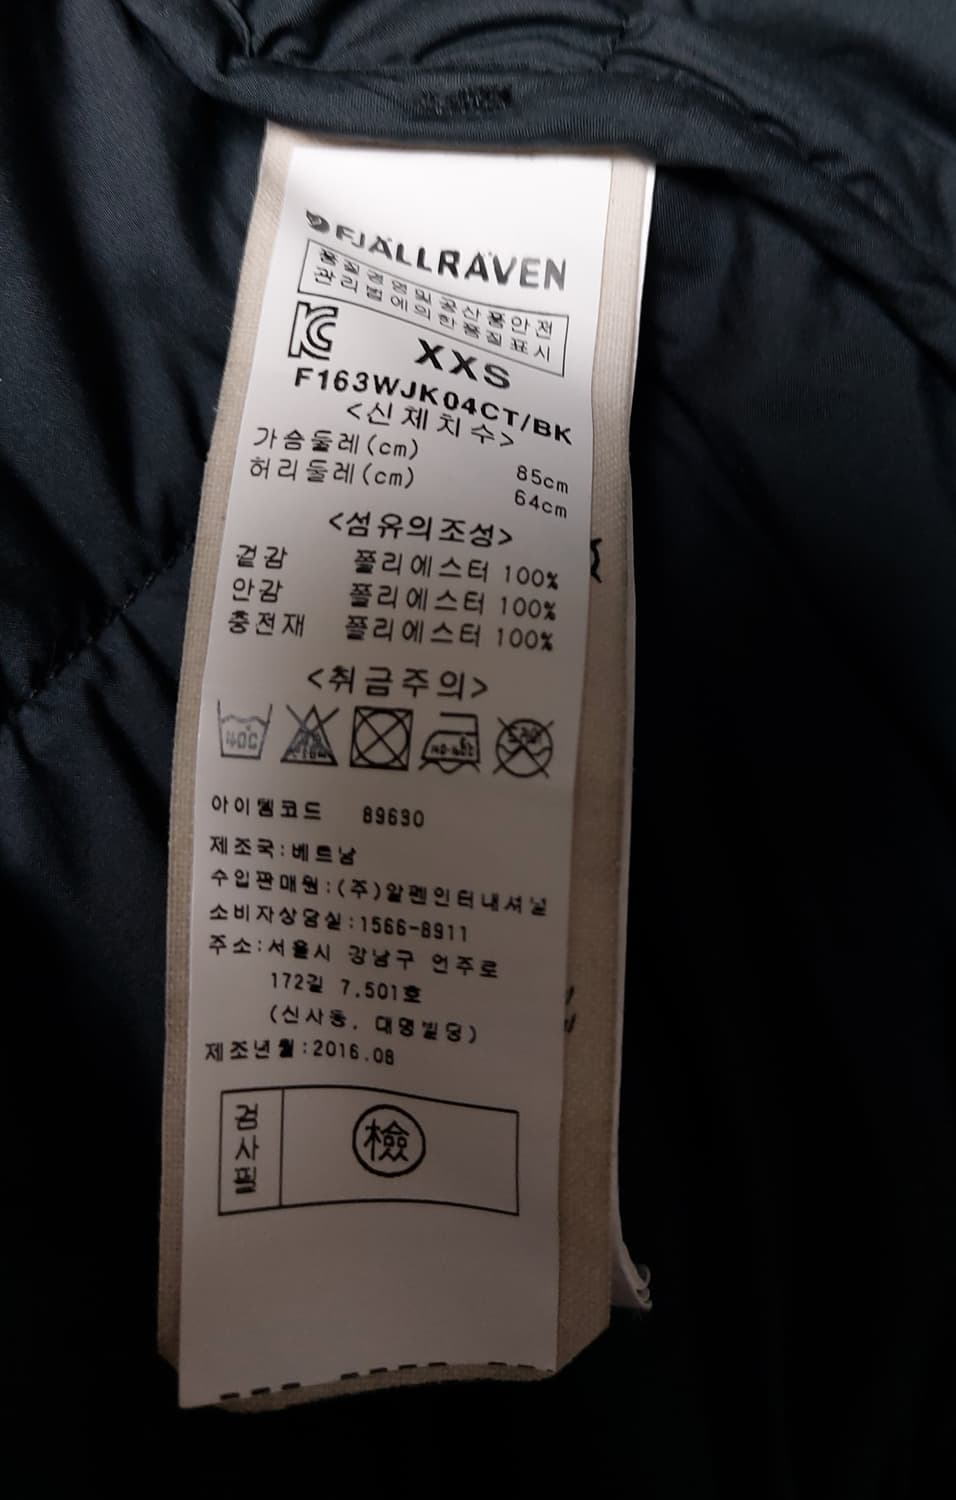 FJÄLLRÄVEN
품질경영및공산품안전
관리법에의한품질표시
XXS
F163WJK04CT/BK
<신체치수>
가슴둘레(cm) 85cm
허리둘레(cm) 64cm
<섬유의조성>
겉감 폴리에스터 100%
안감 폴리에스터 100%
충전재 폴리에스터 100%
<취급주의>
40℃
아이템코드 89630
제조국:베트남
수입판매원:(주)알펜인터내셔널
소비자상담실:1566-8911
주소:서울시 강남구 언주로
172길 7.501호
(신사동, 대명빌딩)
제조년월:2016.08
검사필
檢